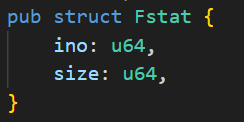 pub struct Fstat {
    ino: u64,
    size: u64,
}